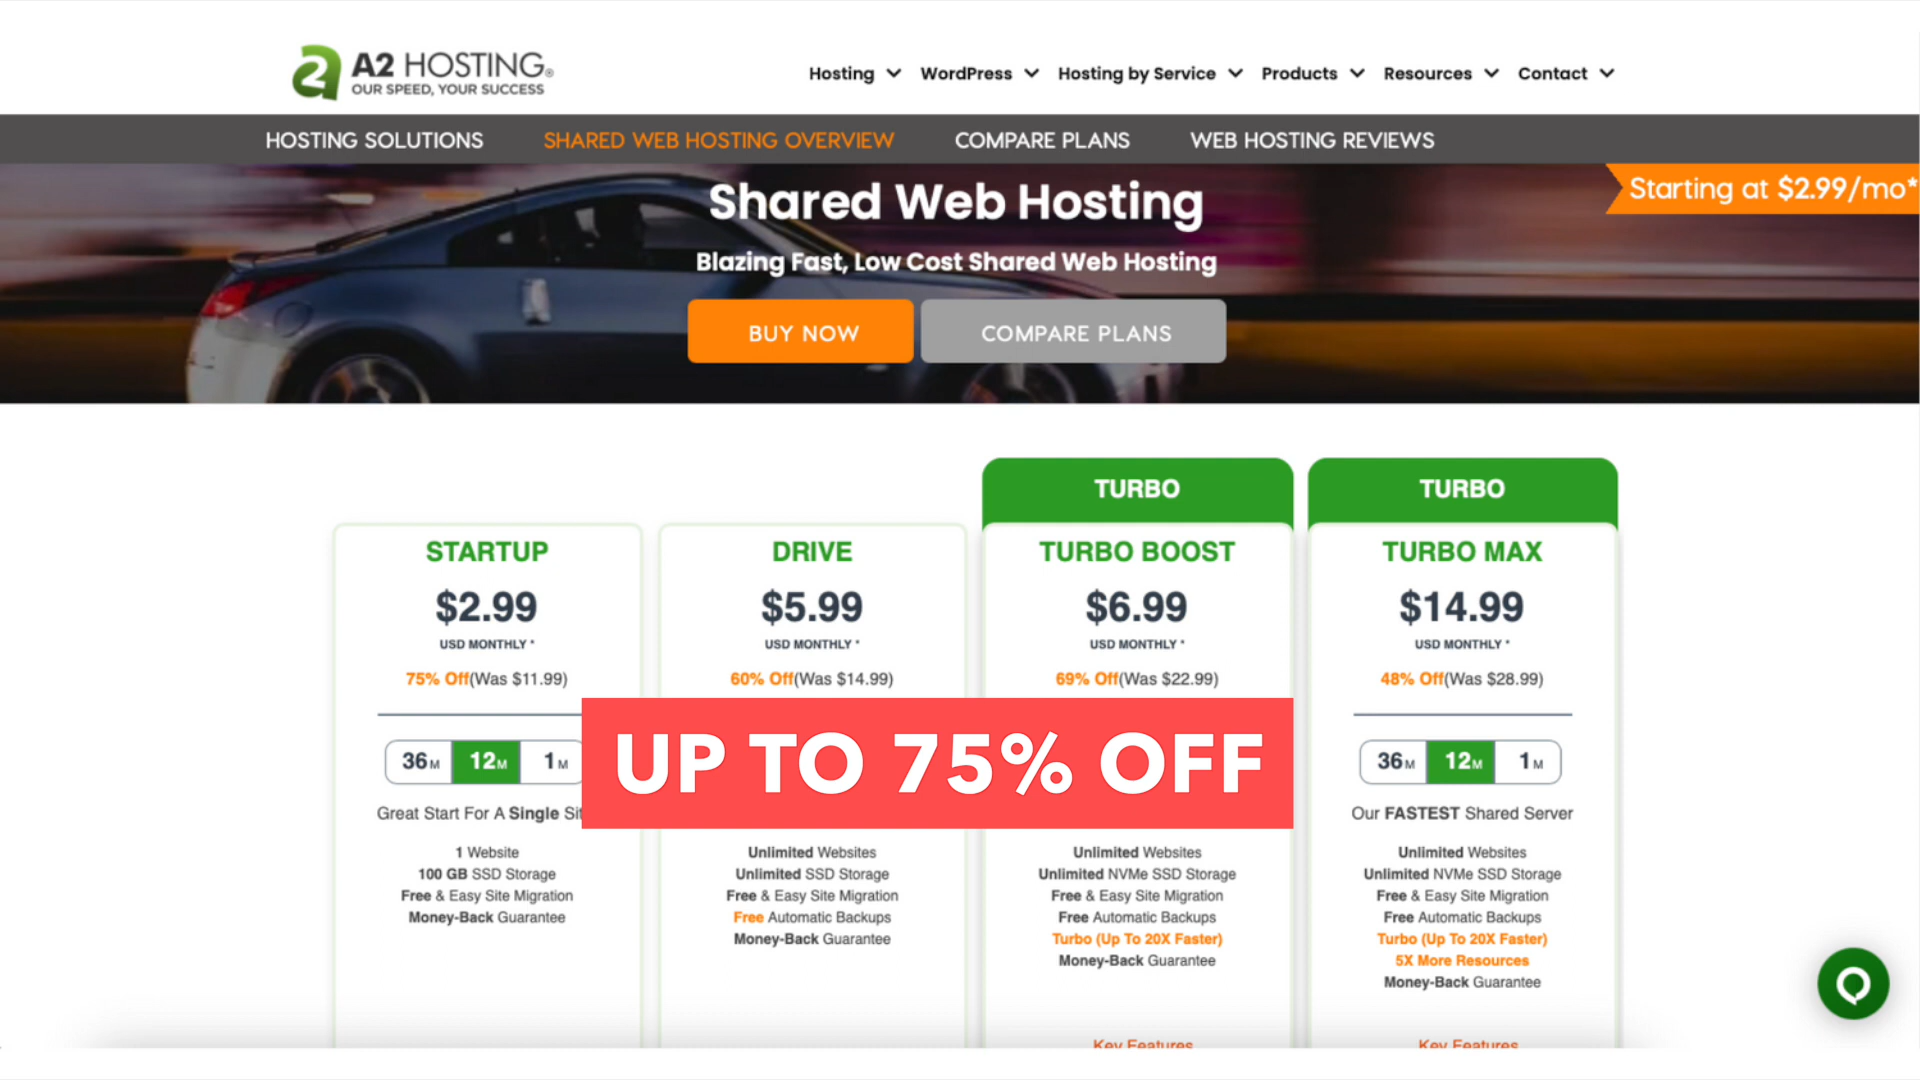 A2 HOSTING®
OUR SPEED, YOUR SUCCESS
Hosting WordPress Hosting by Service Products Resources Contact
HOSTING SOLUTIONS SHARED WEB HOSTING OVERVIEW COMPARE PLANS WEB HOSTING REVIEWS
Starting at $2.99/mo*
Shared Web Hosting
Blazing Fast, Low Cost Shared Web Hosting
BUY NOW COMPARE PLANS
STARTUP
$2.99
USD MONTHLY *
75% Off(Was $11.99)
36M 12M 1M
Great Start For A Single
1 Website
100 GB SSD Storage
Free & Easy Site Migration
Money-Back Guarantee
DRIVE
$5.99
USD MONTHLY *
60% Off(Was $14.99)
UP TO 75% OFF
Unlimited Websites
Unlimited SSD Storage
Free & Easy Site Migration
Free Automatic Backups
Money-Back Guarantee
TURBO
TURBO BOOST
$6.99
USD MONTHLY *
69% Off(Was $22.99)
Unlimited Websites
Unlimited NVMe SSD Storage
Free & Easy Site Migration
Free Automatic Backups
Turbo (Up To 20X Faster)
Money-Back Guarantee
Key Features
TURBO
TURBO MAX
$14.99
USD MONTHLY *
48% Off(Was $28.99)
36M 12M 1M
Our FASTEST Shared Server
Unlimited Websites
Unlimited NVMe SSD Storage
Free & Easy Site Migration
Free Automatic Backups
Turbo (Up To 20X Faster)
5X More Resources
Money-Back Guarantee
Key Features